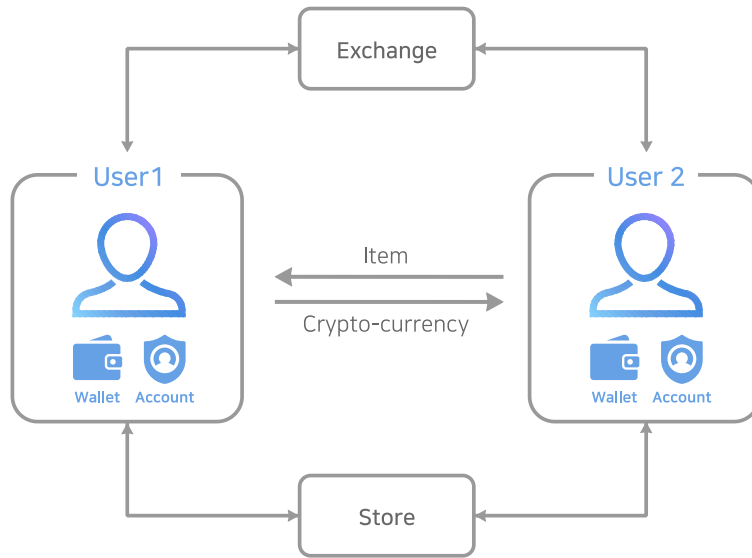 Exchange
User1
User 2
Item
Crypto-currency
Wallet Account
Wallet Account
Store